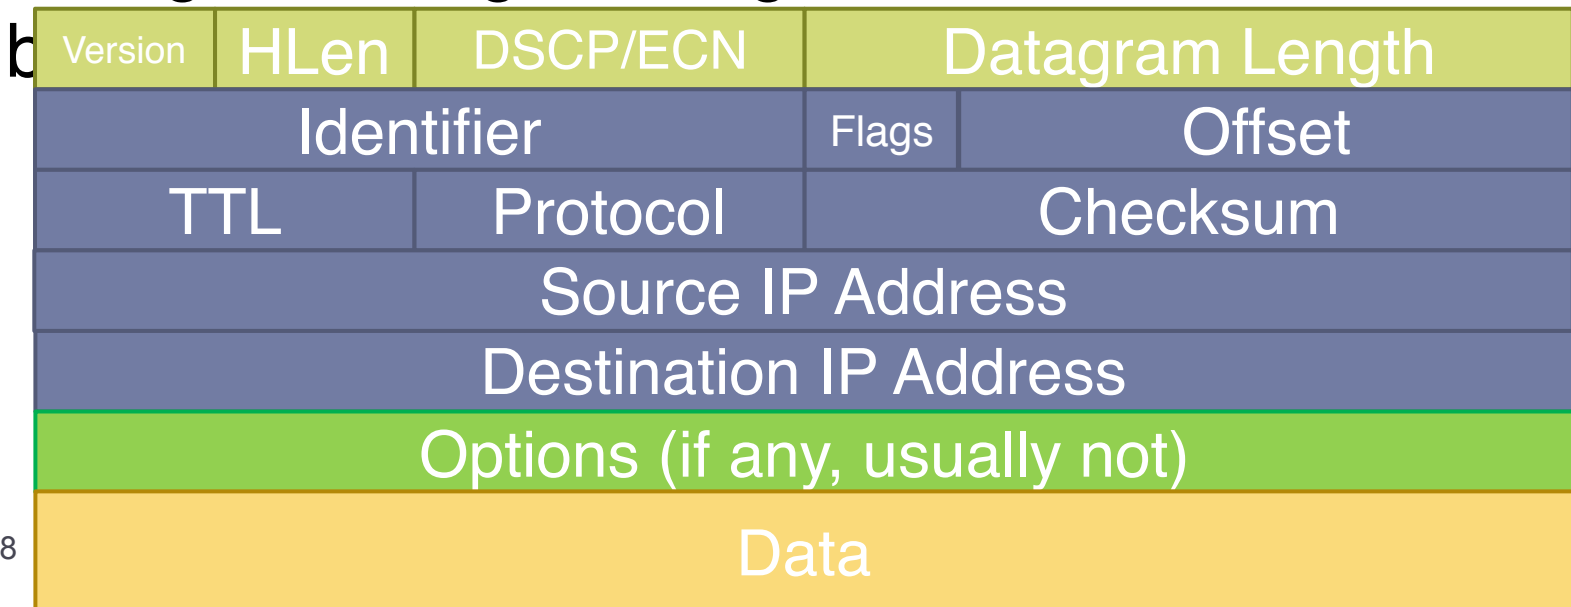 b
Version HLen DSCP/ECN Datagram Length
Identifier Flags Offset
TTL Protocol Checksum
Source IP Address
Destination IP Address
Options (if any, usually not)
8 Data